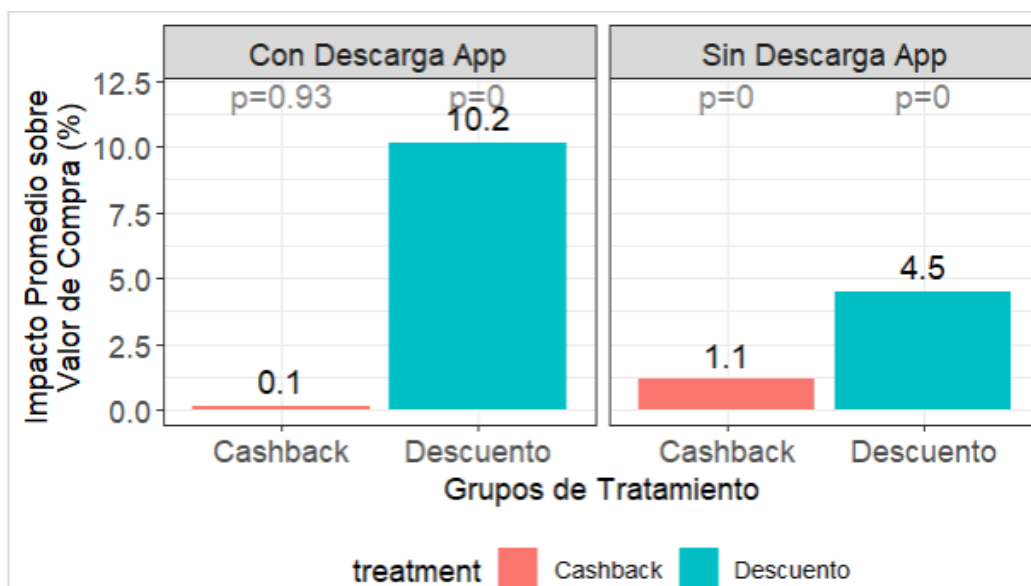 Con Descarga App
Sin Descarga App
Impacto Promedio sobre
Valor de Compra (%)
12.5
10.0
7.5
5.0
2.5
0.0
p=0.93
p=0
0.1
10.2
p=0
p=0
1.1
4.5
Cashback
Descuento
Cashback
Descuento
Grupos de Tratamiento
treatment
Cashback
Descuento